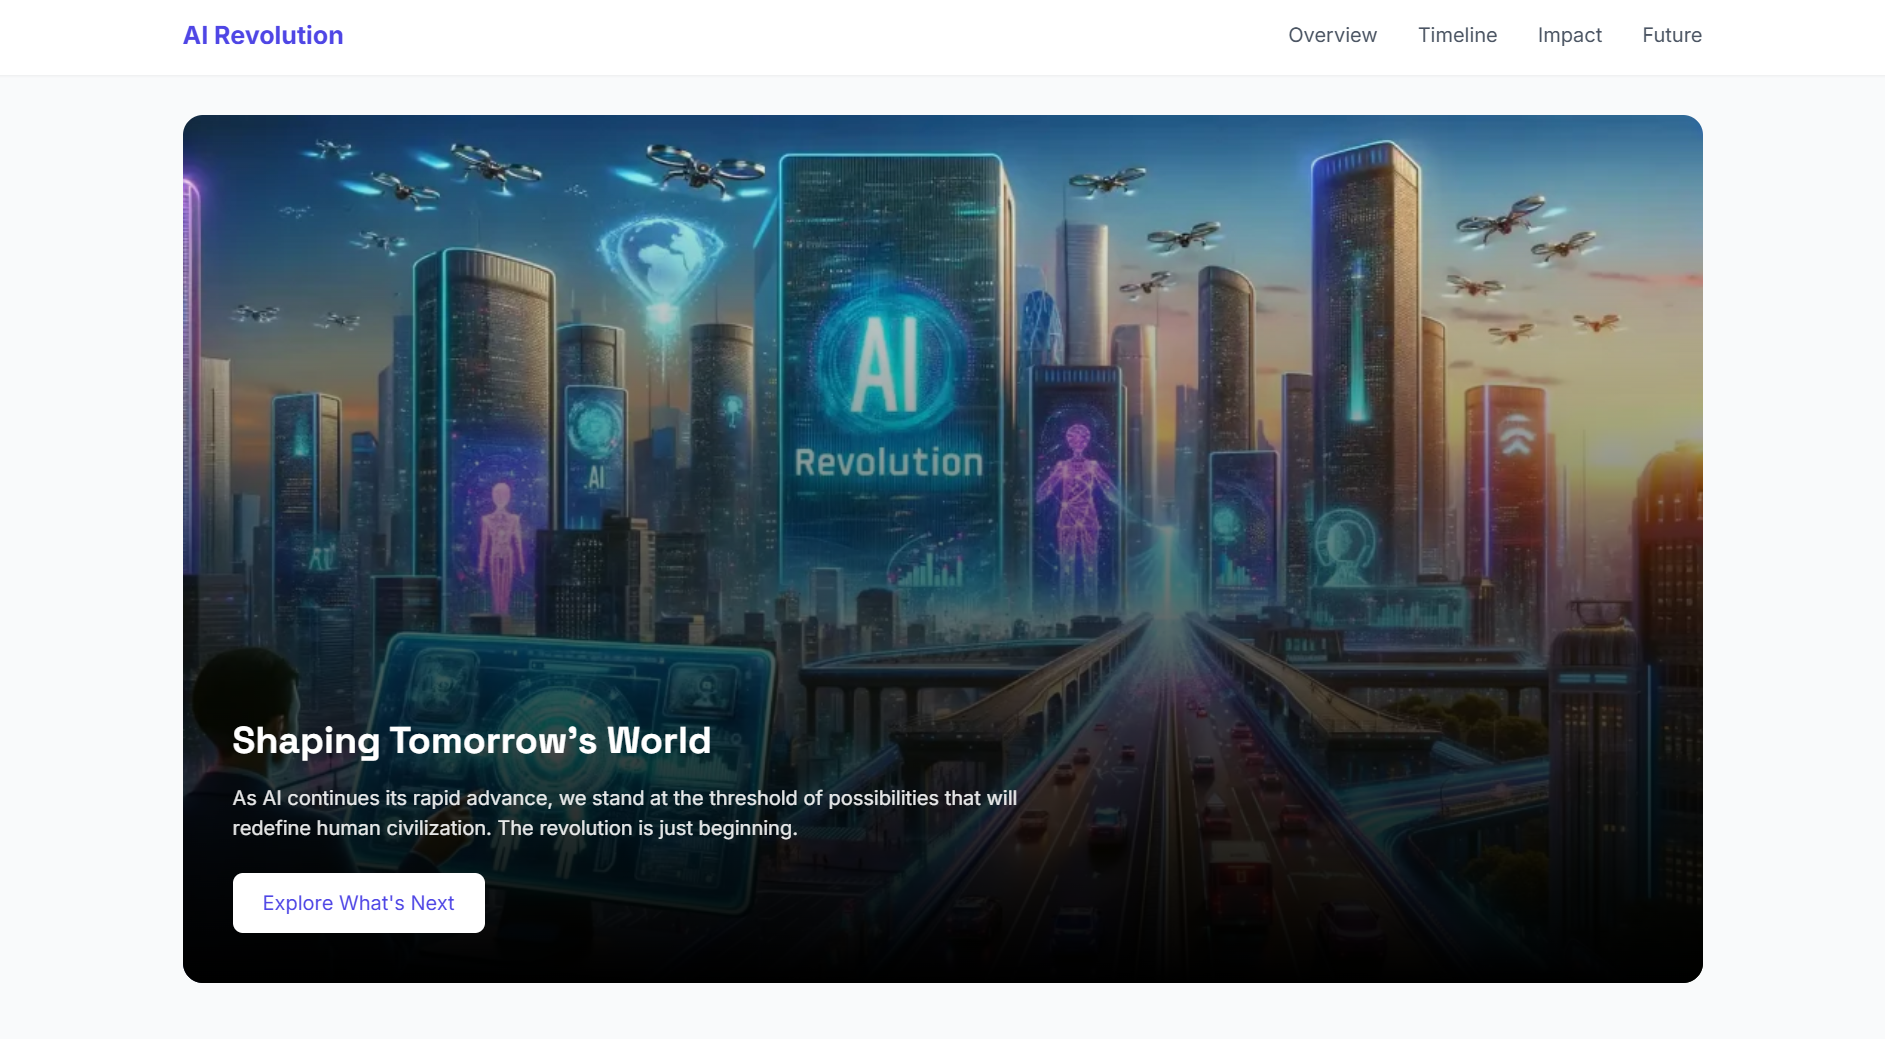 AI Revolution
Overview Timeline Impact Future
AI
Revolution
AI
AI
Shaping Tomorrow’s World
As AI continues its rapid advance, we stand at the threshold of possibilities that will
redefine human civilization. The revolution is just beginning.
Explore What's Next